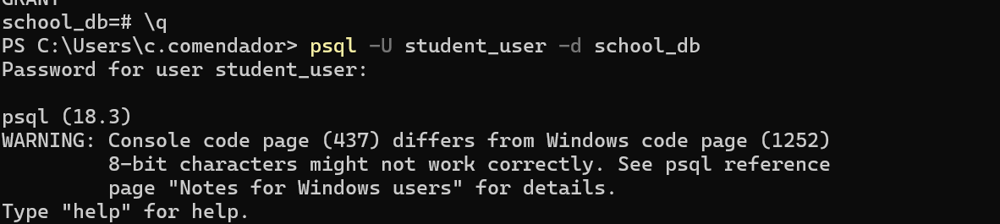 GRANT
school_db=# \q
PS C:\Users\c.comendador> psql -U student_user -d school_db
Password for user student_user:
psql (18.3)
WARNING: Console code page (437) differs from Windows code page (1252)
8-bit characters might not work correctly. See psql reference
page "Notes for Windows users" for details.
Type "help" for help.